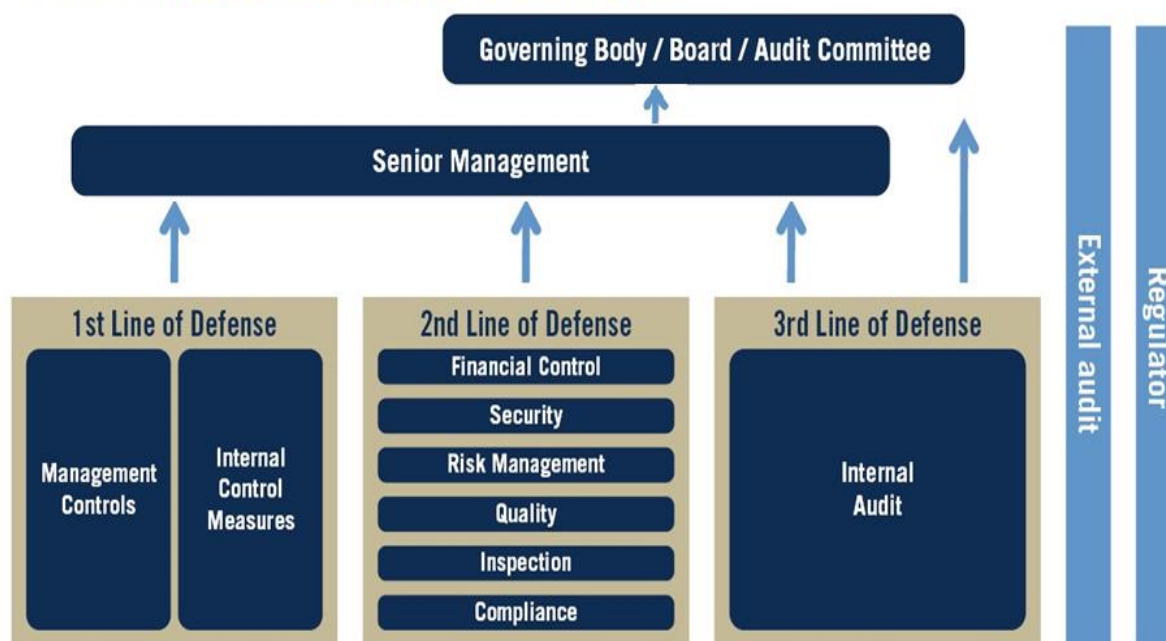 Governing Body / Board / Audit Committee
Senior Management
1st Line of Defense
Management
Controls
Internal
Control
Measures
2nd Line of Defense
Financial Control
Security
Risk Management
Quality
Inspection
Compliance
3rd Line of Defense
Internal
Audit
External audit
Regulator